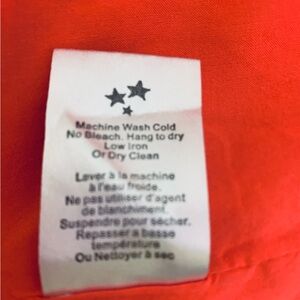 Machine Wash Cold
No Bleach. Hang to dry
Low Iron
Or Dry Clean
Laver à la machine
à l'eau froide.
Ne pas utiliser d'agent
de blanchiment.
Suspendre pour sécher.
Repasser a basse
température
Ou Nettoyer à sec